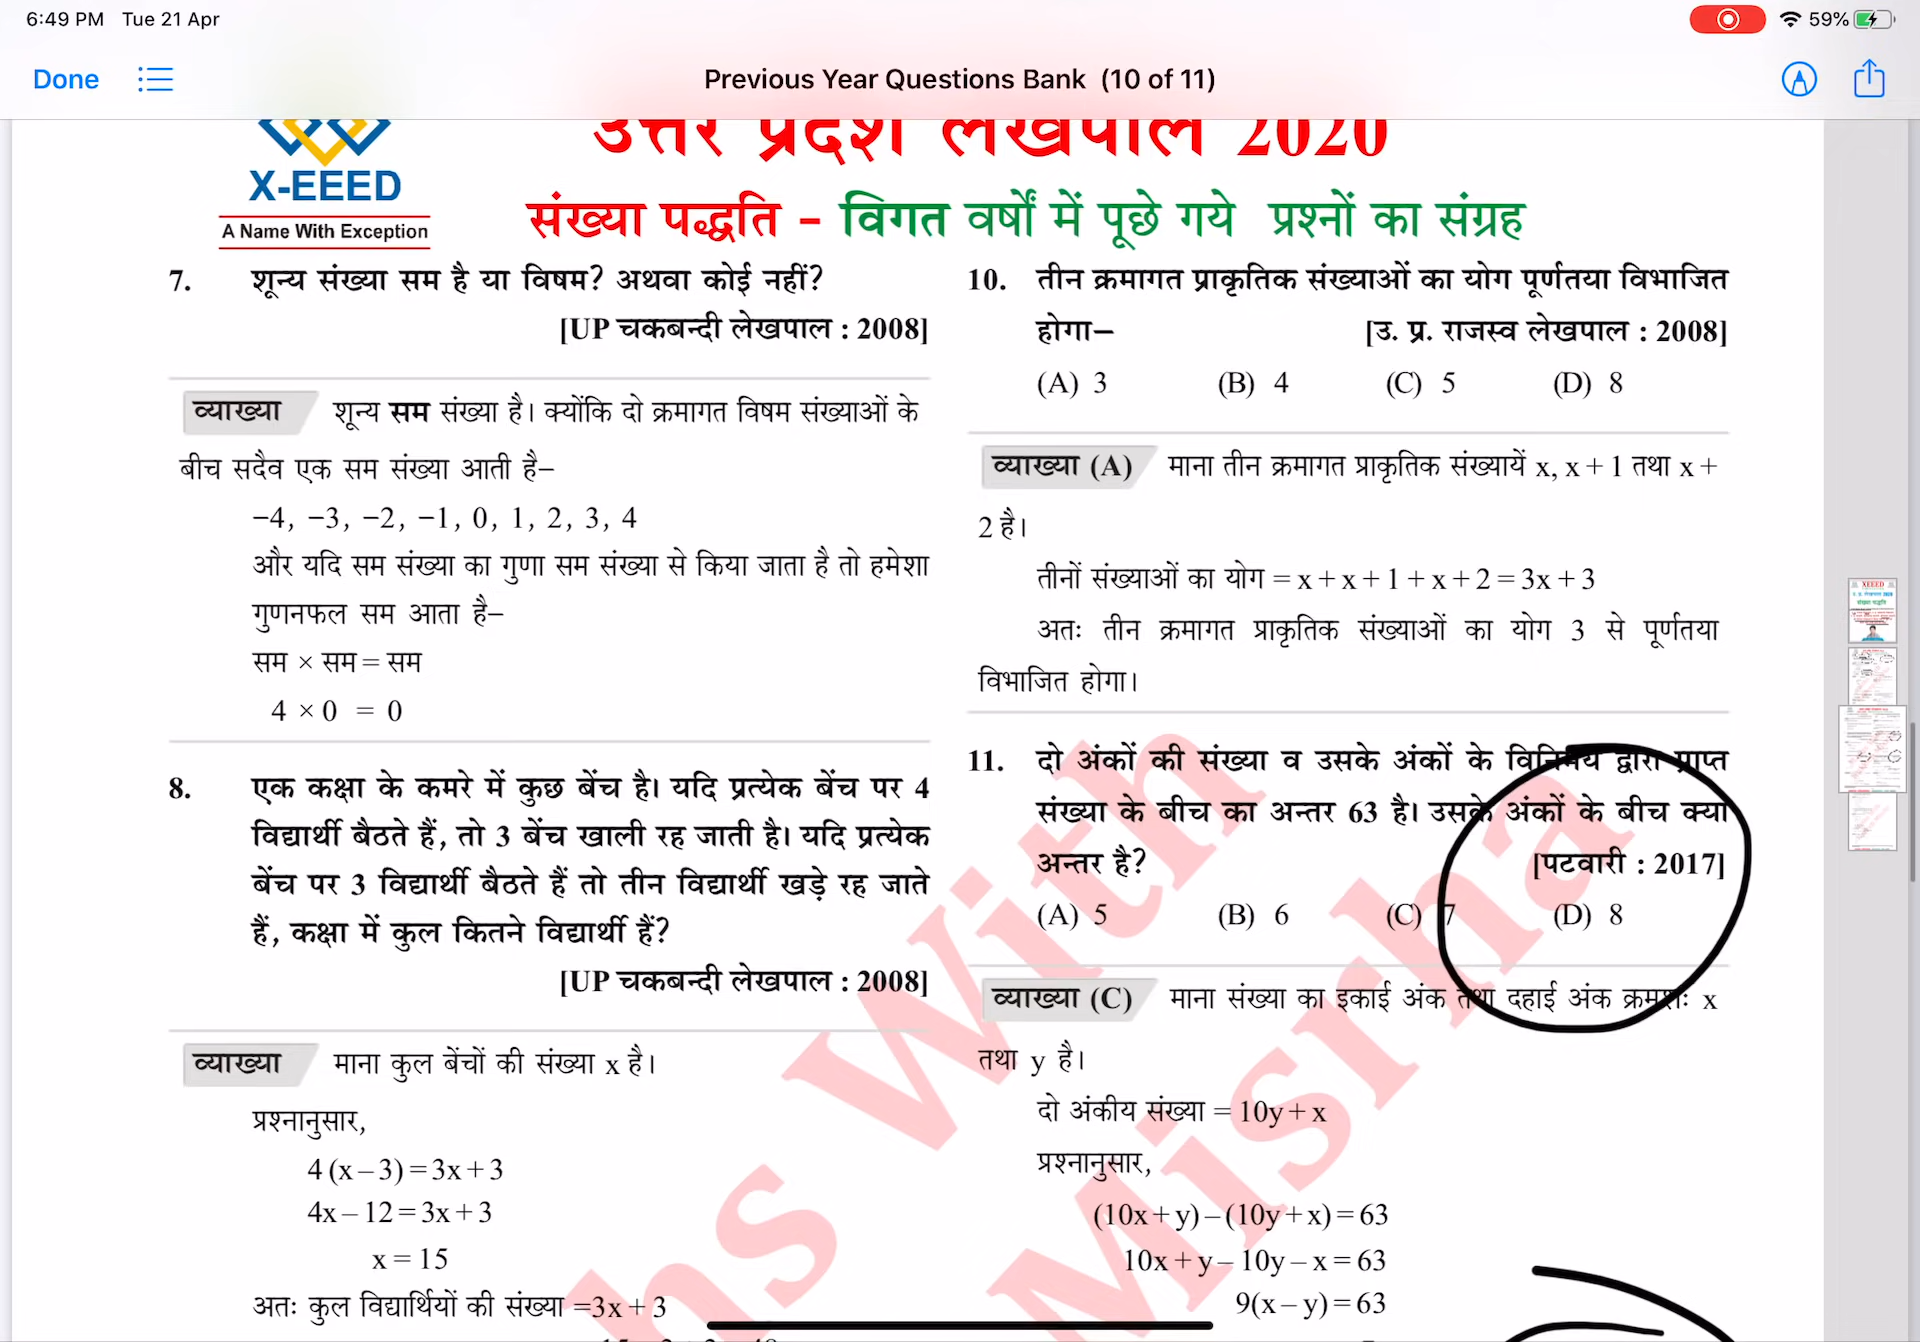 6:49 PM Tue 21 Apr
59%
Done
Previous Year Questions Bank (10 of 11)
X-EEED
A Name With Exception
उत्तर प्रदेश लेखपाल 2020
संख्या पद्धति - विगत वर्षों में पूछे गये प्रश्नों का संग्रह
7. शून्य संख्या सम है या विषम? अथवा कोई नहीं?
[UP चकबन्दी लेखपाल : 2008]
व्याख्या शून्य सम संख्या है। क्योंकि दो क्रमागत विषम संख्याओं के
बीच सदैव एक सम संख्या आती है–
−4, −3, −2, −1, 0, 1, 2, 3, 4
और यदि सम संख्या का गुणा सम संख्या से किया जाता है तो हमेशा
गुणनफल सम आता है–
सम × सम = सम
4 × 0 = 0
8. एक कक्षा के कमरे में कुछ बेंच है। यदि प्रत्येक बेंच पर 4
विद्यार्थी बैठते हैं, तो 3 बेंच खाली रह जाती है। यदि प्रत्येक
बेंच पर 3 विद्यार्थी बैठते हैं तो तीन विद्यार्थी खड़े रह जाते
हैं, कक्षा में कुल कितने विद्यार्थी हैं?
[UP चकबन्दी लेखपाल : 2008]
व्याख्या माना कुल बेंचों की संख्या x है।
प्रश्नानुसार,
4 (x – 3) = 3x + 3
4x – 12 = 3x + 3
x = 15
अतः कुल विद्यार्थियों की संख्या =3x + 3
10. तीन क्रमागत प्राकृतिक संख्याओं का योग पूर्णतया विभाजित
होगा– [उ. प्र. राजस्व लेखपाल : 2008]
(A) 3 (B) 4 (C) 5 (D) 8
व्याख्या (A) माना तीन क्रमागत प्राकृतिक संख्यायें x, x + 1 तथा x +
2 है।
तीनों संख्याओं का योग = x + x + 1 + x + 2 = 3x + 3
अतः तीन क्रमागत प्राकृतिक संख्याओं का योग 3 से पूर्णतया
विभाजित होगा।
11. दो अंकों की संख्या व उसके अंकों के विनिमय द्वारा प्राप्त
संख्या के बीच का अन्तर 63 है। उसके अंकों के बीच क्या
अन्तर है? [पटवारी : 2017]
(A) 5 (B) 6 (C) 7 (D) 8
व्याख्या (C) माना संख्या का इकाई अंक तथा दहाई अंक क्रमशः x
तथा y है।
दो अंकीय संख्या = 10y + x
प्रश्नानुसार,
(10x + y) – (10y + x) = 63
10x + y – 10y – x = 63
9(x – y) = 63
hs With
Misrha